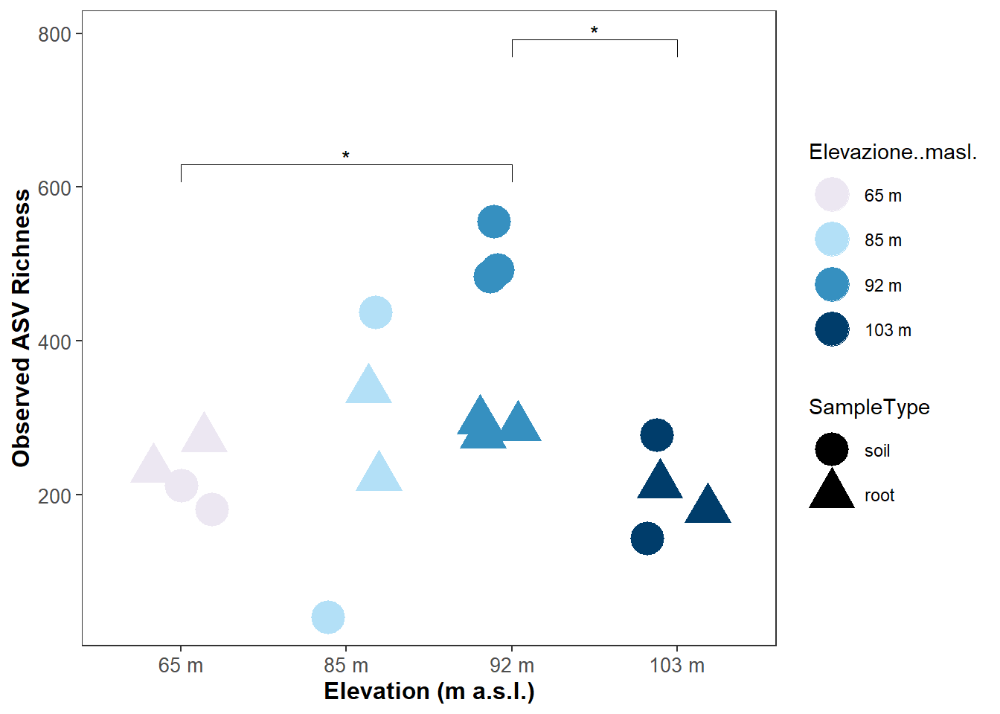 Observed ASV Richness
800
600
400
200
*
*
65 m
85 m
92 m
103 m
Elevation (m a.s.l.)
Elevazione..masl.
65 m
85 m
92 m
103 m
SampleType
soil
root